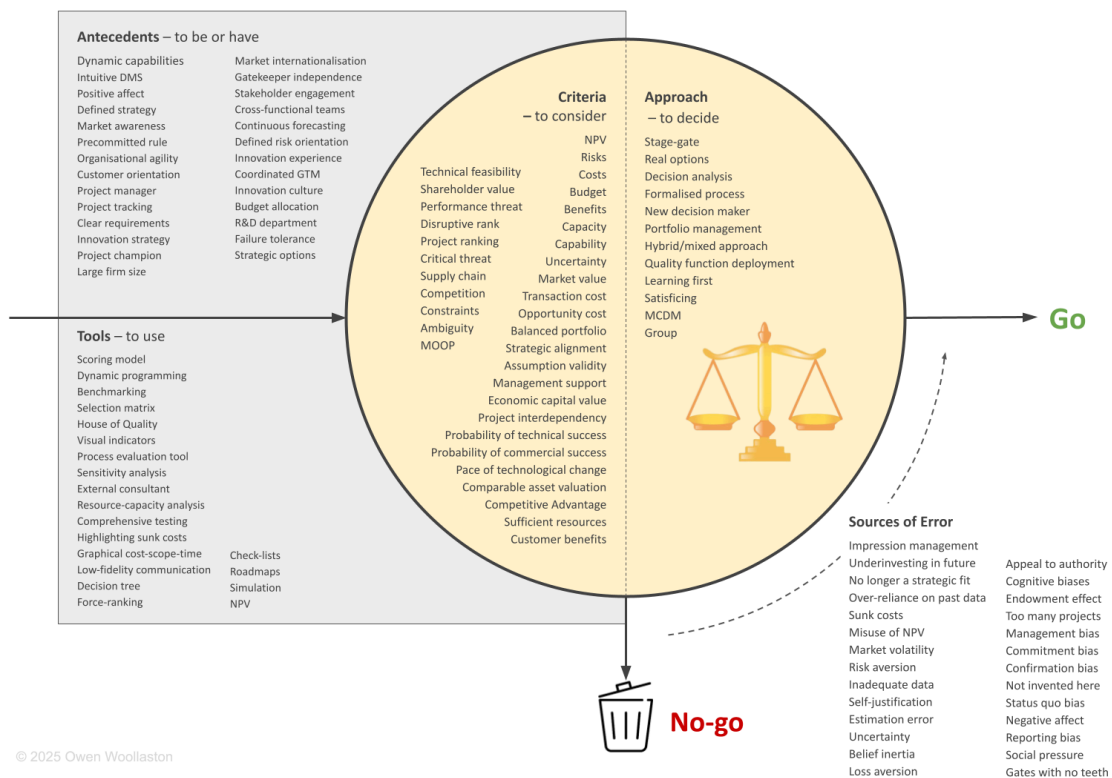 Antecedents – to be or have
Dynamic capabilities
Intuitive DMS
Positive affect
Defined strategy
Market awareness
Precommitted rule
Organisational agility
Customer orientation
Project manager
Project tracking
Clear requirements
Innovation strategy
Project champion
Large firm size
Market internationalisation
Gatekeeper independence
Stakeholder engagement
Cross-functional teams
Continuous forecasting
Defined risk orientation
Innovation experience
Coordinated GTM
Innovation culture
Budget allocation
R&D department
Failure tolerance
Strategic options
Tools – to use
Scoring model
Dynamic programming
Benchmarking
Selection matrix
House of Quality
Visual indicators
Process evaluation tool
Sensitivity analysis
External consultant
Resource-capacity analysis
Comprehensive testing
Highlighting sunk costs
Graphical cost-scope-time
Low-fidelity communication
Decision tree
Force-ranking
Check-lists
Roadmaps
Simulation
NPV
Criteria
– to consider
Technical feasibility
Shareholder value
Performance threat
Disruptive rank
Project ranking
Critical threat
Supply chain
Competition
Constraints
Ambiguity
MOOP
NPV
Risks
Costs
Budget
Benefits
Capacity
Capability
Uncertainty
Market value
Transaction cost
Opportunity cost
Balanced portfolio
Strategic alignment
Assumption validity
Management support
Economic capital value
Project interdependency
Probability of technical success
Probability of commercial success
Pace of technological change
Comparable asset valuation
Competitive Advantage
Sufficient resources
Customer benefits
Approach
– to decide
Stage-gate
Real options
Decision analysis
Formalised process
New decision maker
Portfolio management
Hybrid/mixed approach
Quality function deployment
Learning first
Satisficing
MCDM
Group
Go
No-go
Sources of Error
Impression management
Underinvesting in future
No longer a strategic fit
Over-reliance on past data
Sunk costs
Misuse of NPV
Market volatility
Risk aversion
Inadequate data
Self-justification
Estimation error
Uncertainty
Belief inertia
Loss aversion
Appeal to authority
Cognitive biases
Endowment effect
Too many projects
Management bias
Commitment bias
Confirmation bias
Not invented here
Status quo bias
Negative affect
Reporting bias
Social pressure
Gates with no teeth
© 2025 Owen Woollaston